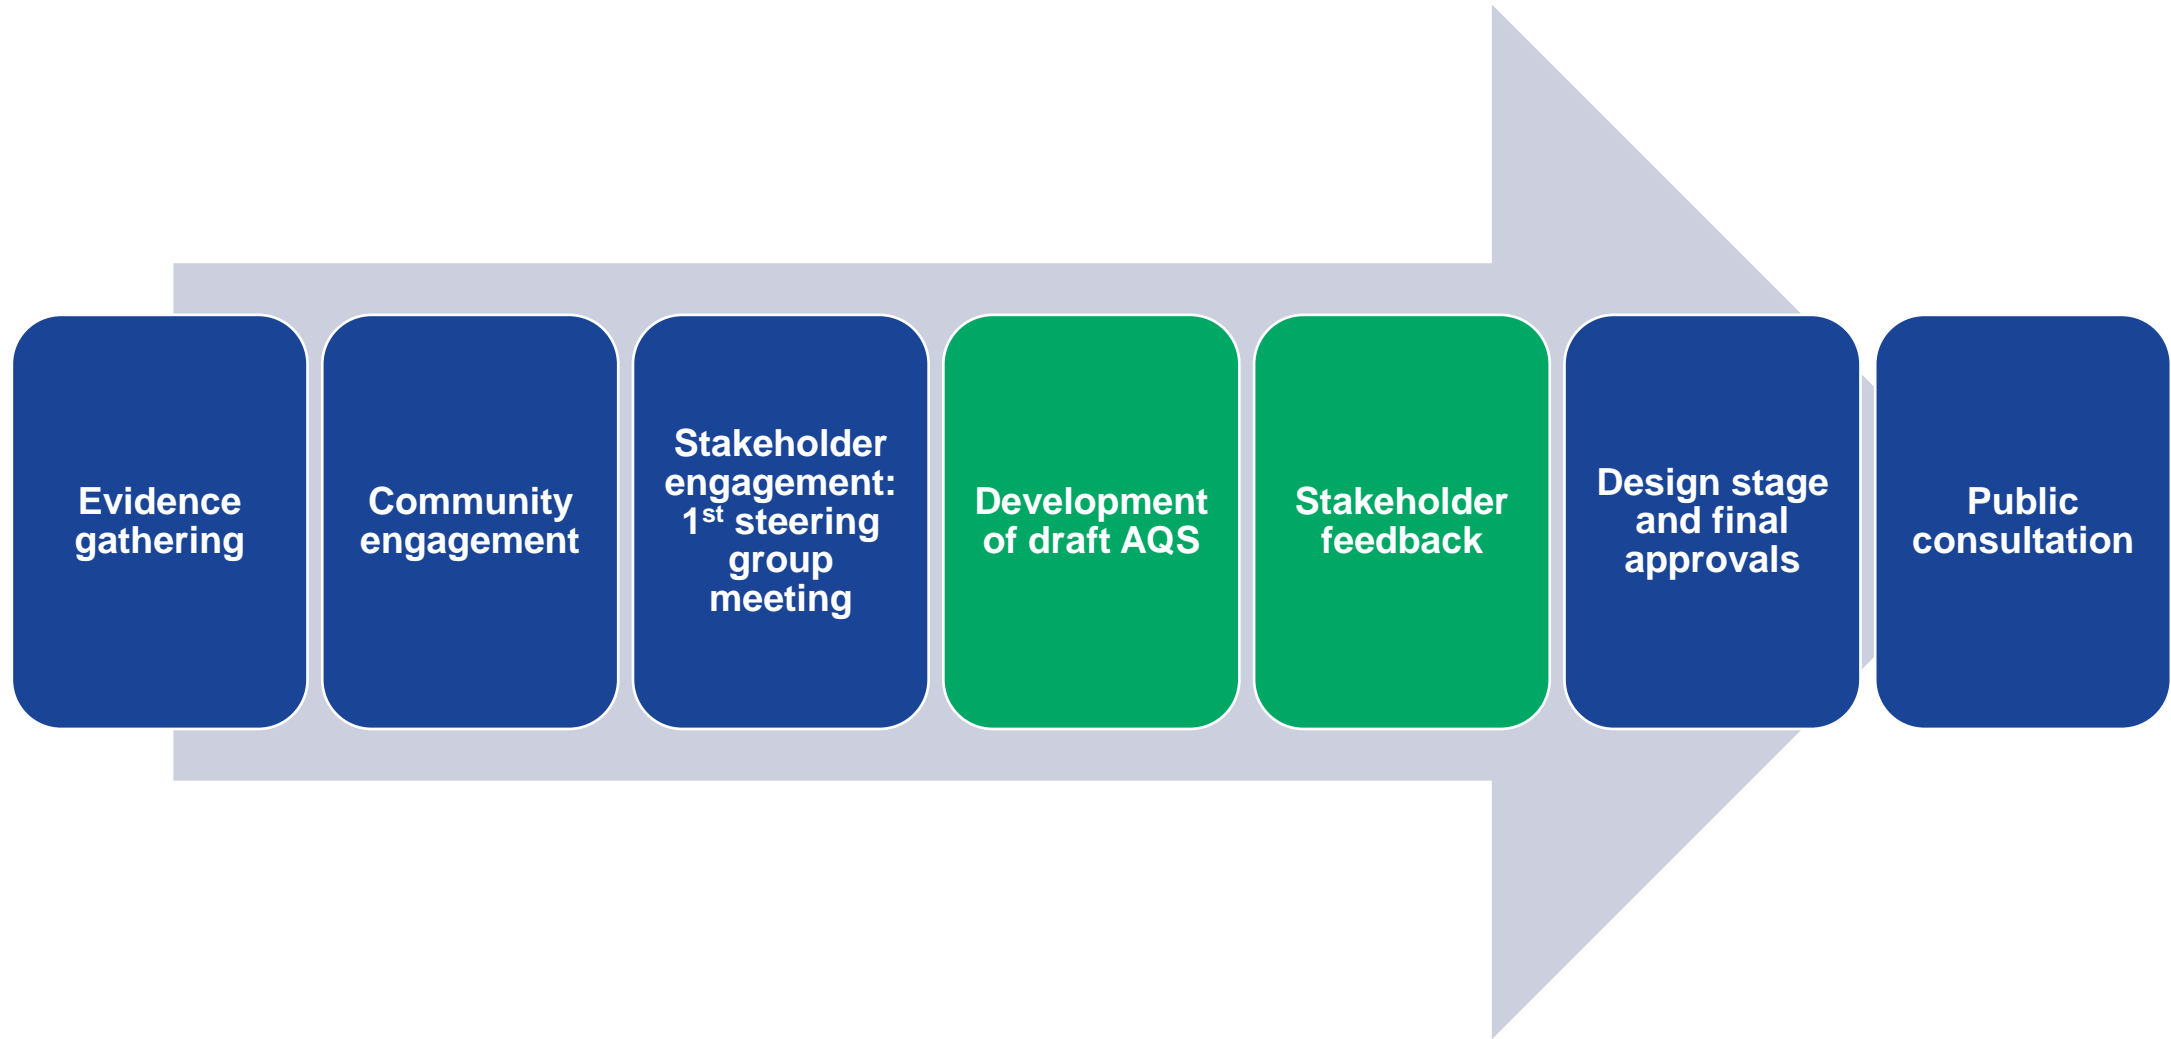 Evidence
gathering
Community
engagement
Stakeholder
engagement:
1st steering
group
meeting
Development
of draft AQS
Stakeholder
feedback
Design stage
and final
approvals
Public
consultation